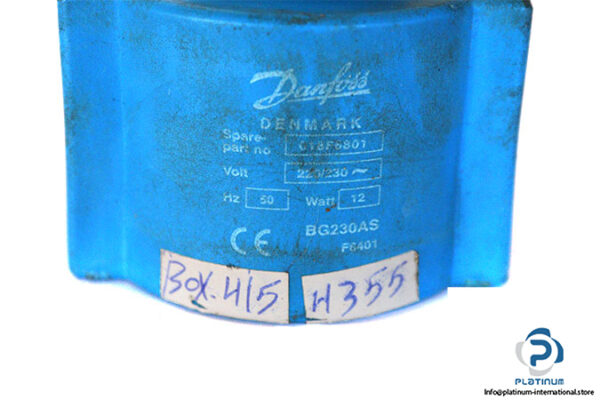 Danfoss
DENMARK
Spare
part no 018F6801
Volt 220/230 ~
Hz 50 Watt 12
CE BG230AS
F6401
BOX-415 H355
PLATINUM
info@platinum-international.store